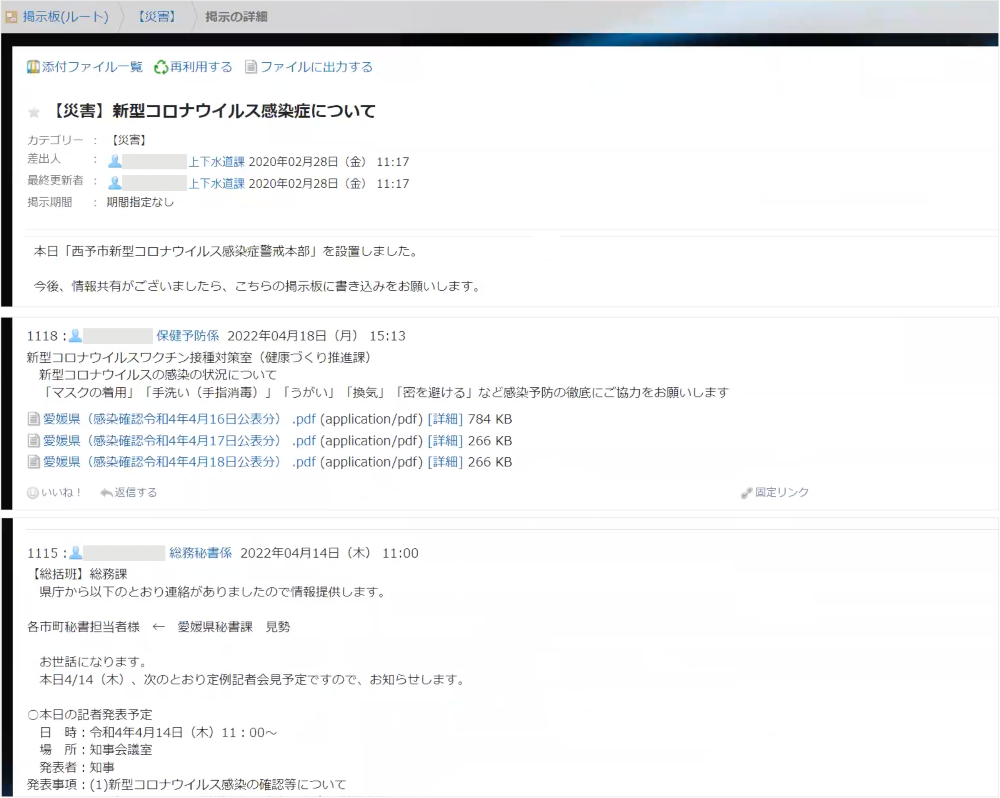 掲示板(ルート) 【災害】 掲示の詳細
添付ファイル一覧 再利用する ファイルに出力する
【災害】新型コロナウイルス感染症について
カテゴリー : 【災害】
差出人 : 上下水道課 2020年02月28日（金） 11:17
最終更新者 : 上下水道課 2020年02月28日（金） 11:17
掲示期間 : 期間指定なし
本日「西予市新型コロナウイルス感染症警戒本部」を設置しました。
今後、情報共有がございましたら、こちらの掲示板に書き込みをお願いします。
1118 : 保健予防係 2022年04月18日（月） 15:13
新型コロナウイルスワクチン接種対策室（健康づくり推進課）
新型コロナウイルスの感染の状況について
「マスクの着用」「手洗い（手指消毒）」「うがい」「換気」「密を避ける」など感染予防の徹底にご協力をお願いします
愛媛県（感染確認令和4年4月16日公表分） .pdf (application/pdf) [詳細] 784 KB
愛媛県（感染確認令和4年4月17日公表分） .pdf (application/pdf) [詳細] 266 KB
愛媛県（感染確認令和4年4月18日公表分） .pdf (application/pdf) [詳細] 266 KB
いいね！ 返信する 固定リンク
1115 : 総務秘書係 2022年04月14日（木） 11:00
【総括班】総務課
県庁から以下のとおり連絡がありましたので情報提供します。
各市町秘書担当者様 ← 愛媛県秘書課 見勢
お世話になります。
本日4/14（木）、次のとおり定例記者会見予定ですので、お知らせします。
○本日の記者発表予定
日 時：令和4年4月14日（木）11：00～
場 所：知事会議室
発表者：知事
発表事項：(1)新型コロナウイルス感染の確認等について